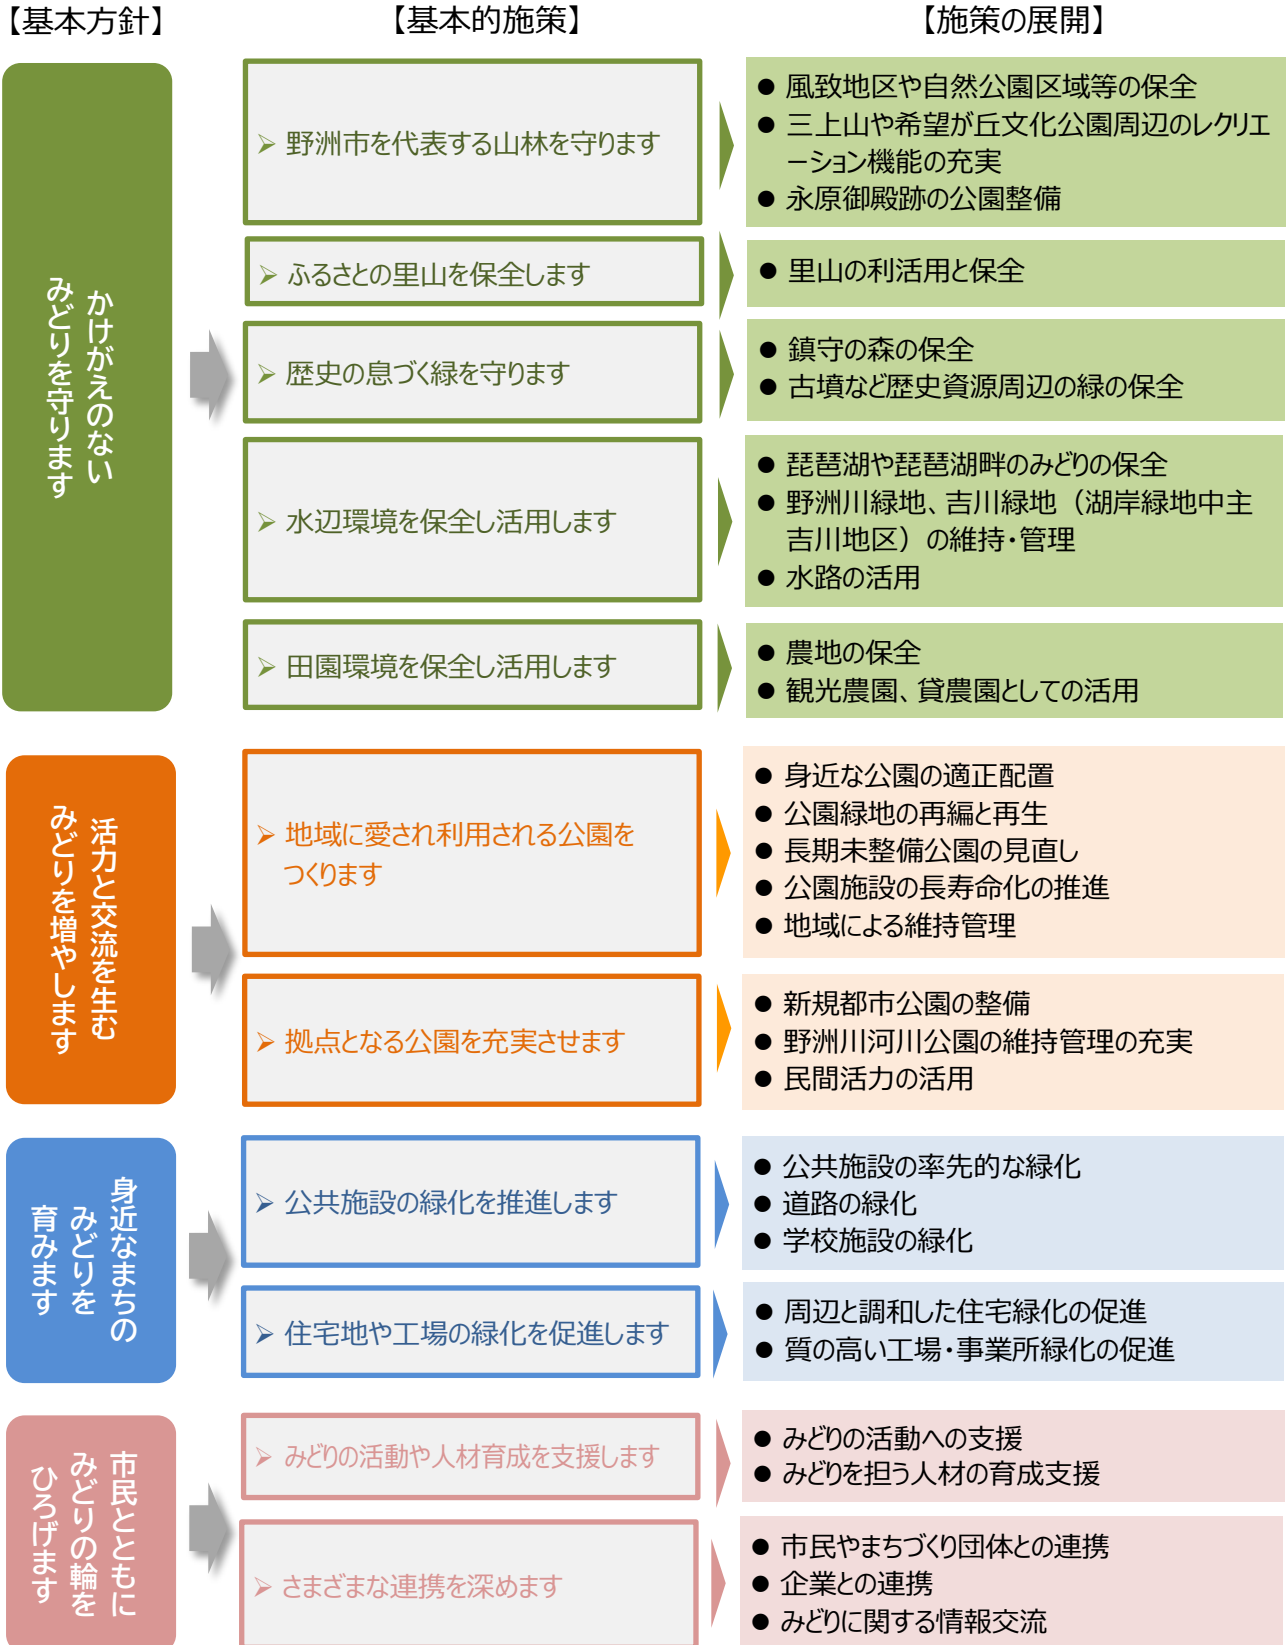 【基本方針】
【基本的施策】
【施策の展開】
かけがえのない
みどりを守ります
➢ 野洲市を代表する山林を守ります
● 風致地区や自然公園区域等の保全
● 三上山や希望が丘文化公園周辺のレクリエ
ーション機能の充実
● 永原御殿跡の公園整備
➢ ふるさとの里山を保全します
● 里山の利活用と保全
➢ 歴史の息づく緑を守ります
● 鎮守の森の保全
● 古墳など歴史資源周辺の緑の保全
➢ 水辺環境を保全し活用します
● 琵琶湖や琵琶湖畔のみどりの保全
● 野洲川緑地、吉川緑地（湖岸緑地中主
吉川地区）の維持・管理
● 水路の活用
➢ 田園環境を保全し活用します
● 農地の保全
● 観光農園、貸農園としての活用
活力と交流を生む
みどりを増やします
➢ 地域に愛され利用される公園を
つくります
● 身近な公園の適正配置
● 公園緑地の再編と再生
● 長期未整備公園の見直し
● 公園施設の長寿命化の推進
● 地域による維持管理
➢ 拠点となる公園を充実させます
● 新規都市公園の整備
● 野洲川河川公園の維持管理の充実
● 民間活力の活用
身近なまちの
みどりを
育みます
➢ 公共施設の緑化を推進します
● 公共施設の率先的な緑化
● 道路の緑化
● 学校施設の緑化
➢ 住宅地や工場の緑化を促進します
● 周辺と調和した住宅緑化の促進
● 質の高い工場・事業所緑化の促進
市民とともに
みどりの輪を
ひろげます
➢ みどりの活動や人材育成を支援します
● みどりの活動への支援
● みどりを担う人材の育成支援
➢ さまざまな連携を深めます
● 市民やまちづくり団体との連携
● 企業との連携
● みどりに関する情報交流